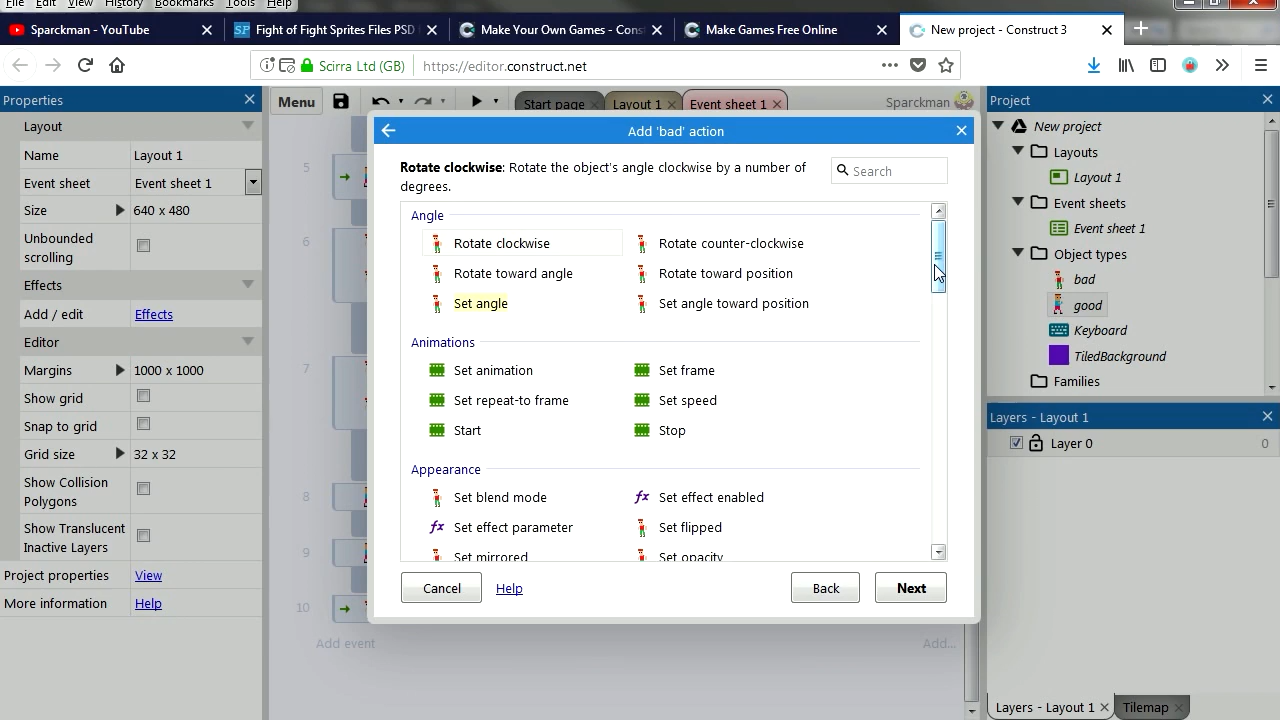 File Edit View History Bookmarks Tools Help
Sparckman - YouTube
Fight of Fight Sprites Files PSD
Make Your Own Games - Cons
Make Games Free Online
New project - Construct 3
Scirra Ltd (GB)
https://editor.construct.net
Properties
Menu
Start page
Layout 1
Event sheet 1
Sparckman
Project
Layout
Name
Layout 1
Event sheet
Event sheet 1
Size
640 x 480
Unbounded
scrolling
Effects
Add / edit
Effects
Editor
Margins
1000 x 1000
Show grid
Snap to grid
Grid size
32 x 32
Show Collision
Polygons
Show Translucent
Inactive Layers
Project properties
View
More information
Help
5
6
7
8
9
10
Add event
Add...
Add 'bad' action
Rotate clockwise: Rotate the object's angle clockwise by a number of
degrees.
Search
Angle
Rotate clockwise
Rotate counter-clockwise
Rotate toward angle
Rotate toward position
Set angle
Set angle toward position
Animations
Set animation
Set frame
Set repeat-to frame
Set speed
Start
Stop
Appearance
Set blend mode
Set effect enabled
Set effect parameter
Set flipped
Set mirrored
Set opacity
Cancel
Help
Back
Next
New project
Layouts
Layout 1
Event sheets
Event sheet 1
Object types
bad
good
Keyboard
TiledBackground
Families
Layers - Layout 1
Layer 0
0
Layers - Layout 1
Tilemap